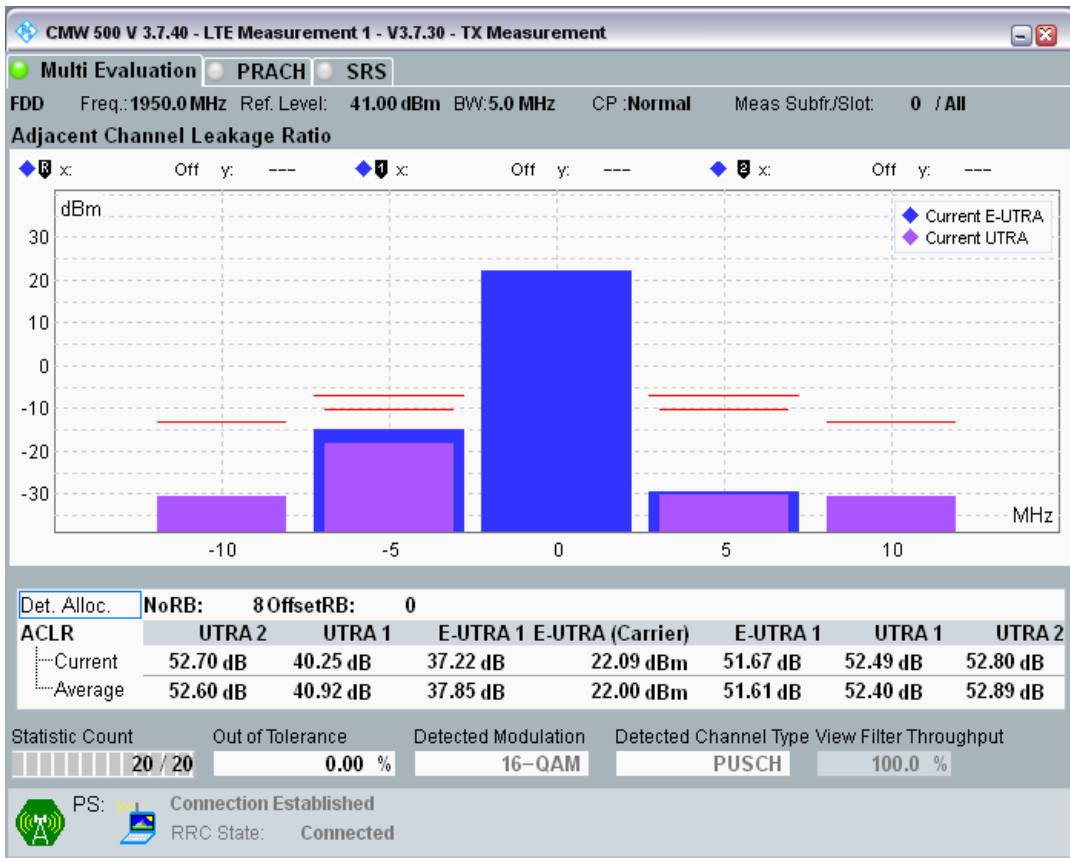 CMW 500 V 3.7.40 - LTE Measurement 1 - V3.7.30 - TX Measurement
Multi Evaluation PRACH SRS
FDD Freq.: 1950.0 MHz Ref. Level: 41.00 dBm BW: 5.0 MHz CP : Normal Meas Subfr./Slot: 0 / All
Adjacent Channel Leakage Ratio
R x: Off y: --- 1 x: Off y: --- 2 x: Off y: ---
dBm
Current E-UTRA
Current UTRA
30
20
10
0
-10
-20
-30
MHz
-10 -5 0 5 10
Det. Alloc. NoRB: 8 OffsetRB: 0
ACLR UTRA 2 UTRA 1 E-UTRA 1 E-UTRA (Carrier) E-UTRA 1 UTRA 1 UTRA 2
Current 52.70 dB 40.25 dB 37.22 dB 22.09 dBm 51.67 dB 52.49 dB 52.80 dB
Average 52.60 dB 40.92 dB 37.85 dB 22.00 dBm 51.61 dB 52.40 dB 52.89 dB
Statistic Count Out of Tolerance Detected Modulation Detected Channel Type View Filter Throughput
20 / 20 0.00 % 16-QAM PUSCH 100.0 %
PS: Connection Established
RRC State: Connected